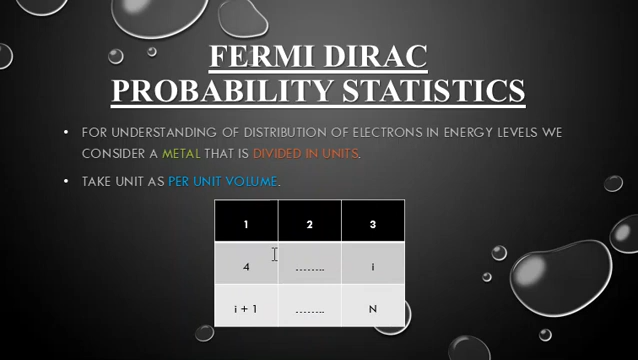 FERMI DIRAC
PROBABILITY STATISTICS
• FOR UNDERSTANDING OF DISTRIBUTION OF ELECTRONS IN ENERGY LEVELS WE
CONSIDER A METAL THAT IS DIVIDED IN UNITS.
• TAKE UNIT AS PER UNIT VOLUME.
1 2 3
4 ........ i
i + 1 ........ N